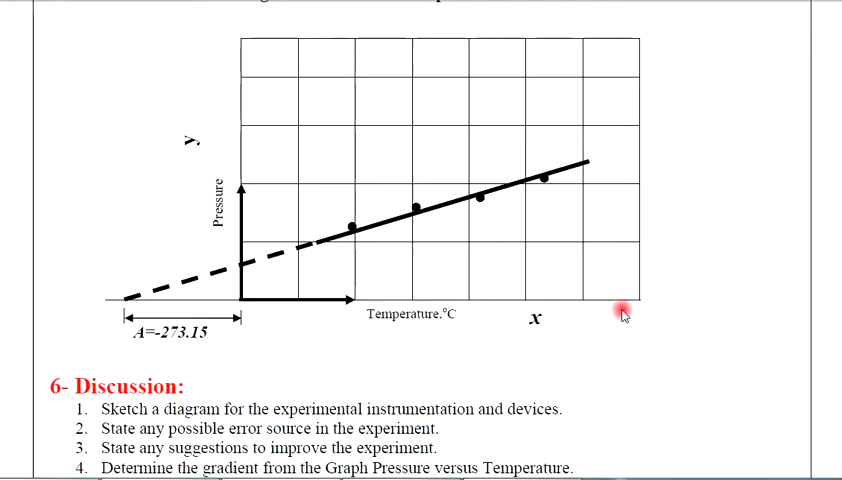 y
Pressure
Temperature.°C
x
A=-273.15
6- Discussion:
1. Sketch a diagram for the experimental instrumentation and devices.
2. State any possible error source in the experiment.
3. State any suggestions to improve the experiment.
4. Determine the gradient from the Graph Pressure versus Temperature.